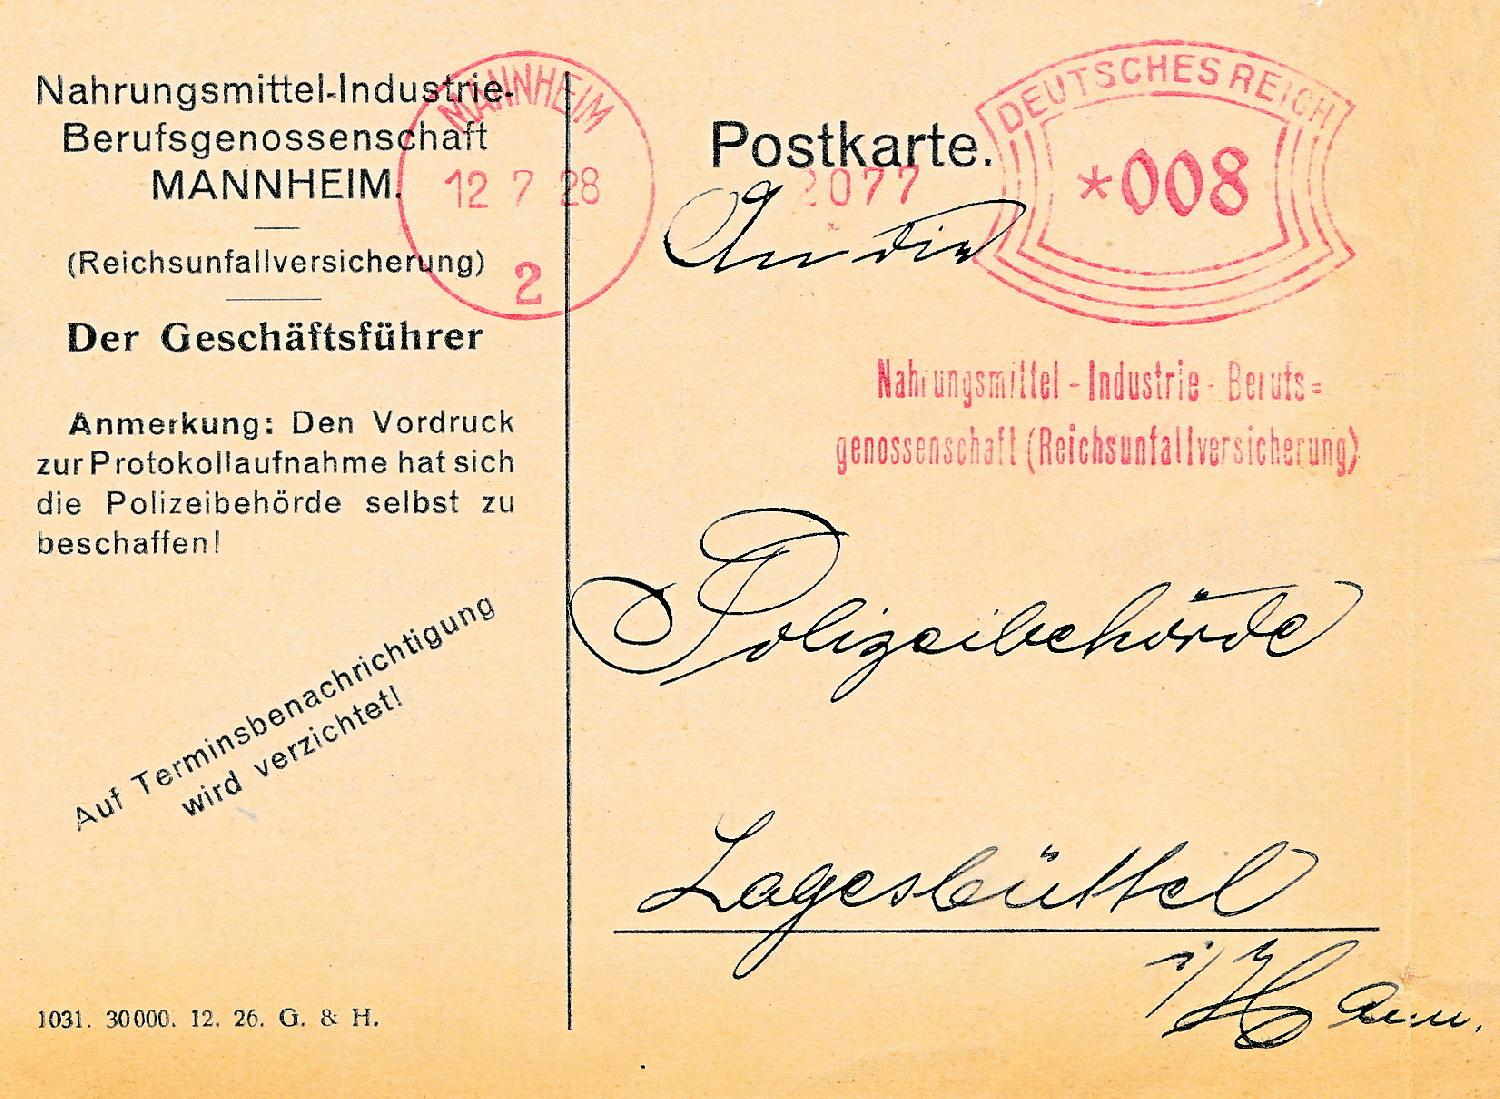 Nahrungsmittel-Industrie-
Berufsgenossenschaft
MANNHEIM.
(Reichsunfallversicherung)
Der Geschäftsführer
Anmerkung: Den Vordruck
zur Protokollaufnahme hat sich
die Polizeibehörde selbst zu
beschaffen!
Auf Terminsbenachrichtigung
wird verzichtet!
1031. 30000. 12. 26. G. & H.
MANNHEIM
12 7 28
2
Postkarte.
2077
DEUTSCHES REICH
*008
An die
Nahrungsmittel - Industrie - Berufs=
genossenschaft (Reichsunfallversicherung)
Polizeibehörde
Lagesbüttel
i/Hann.